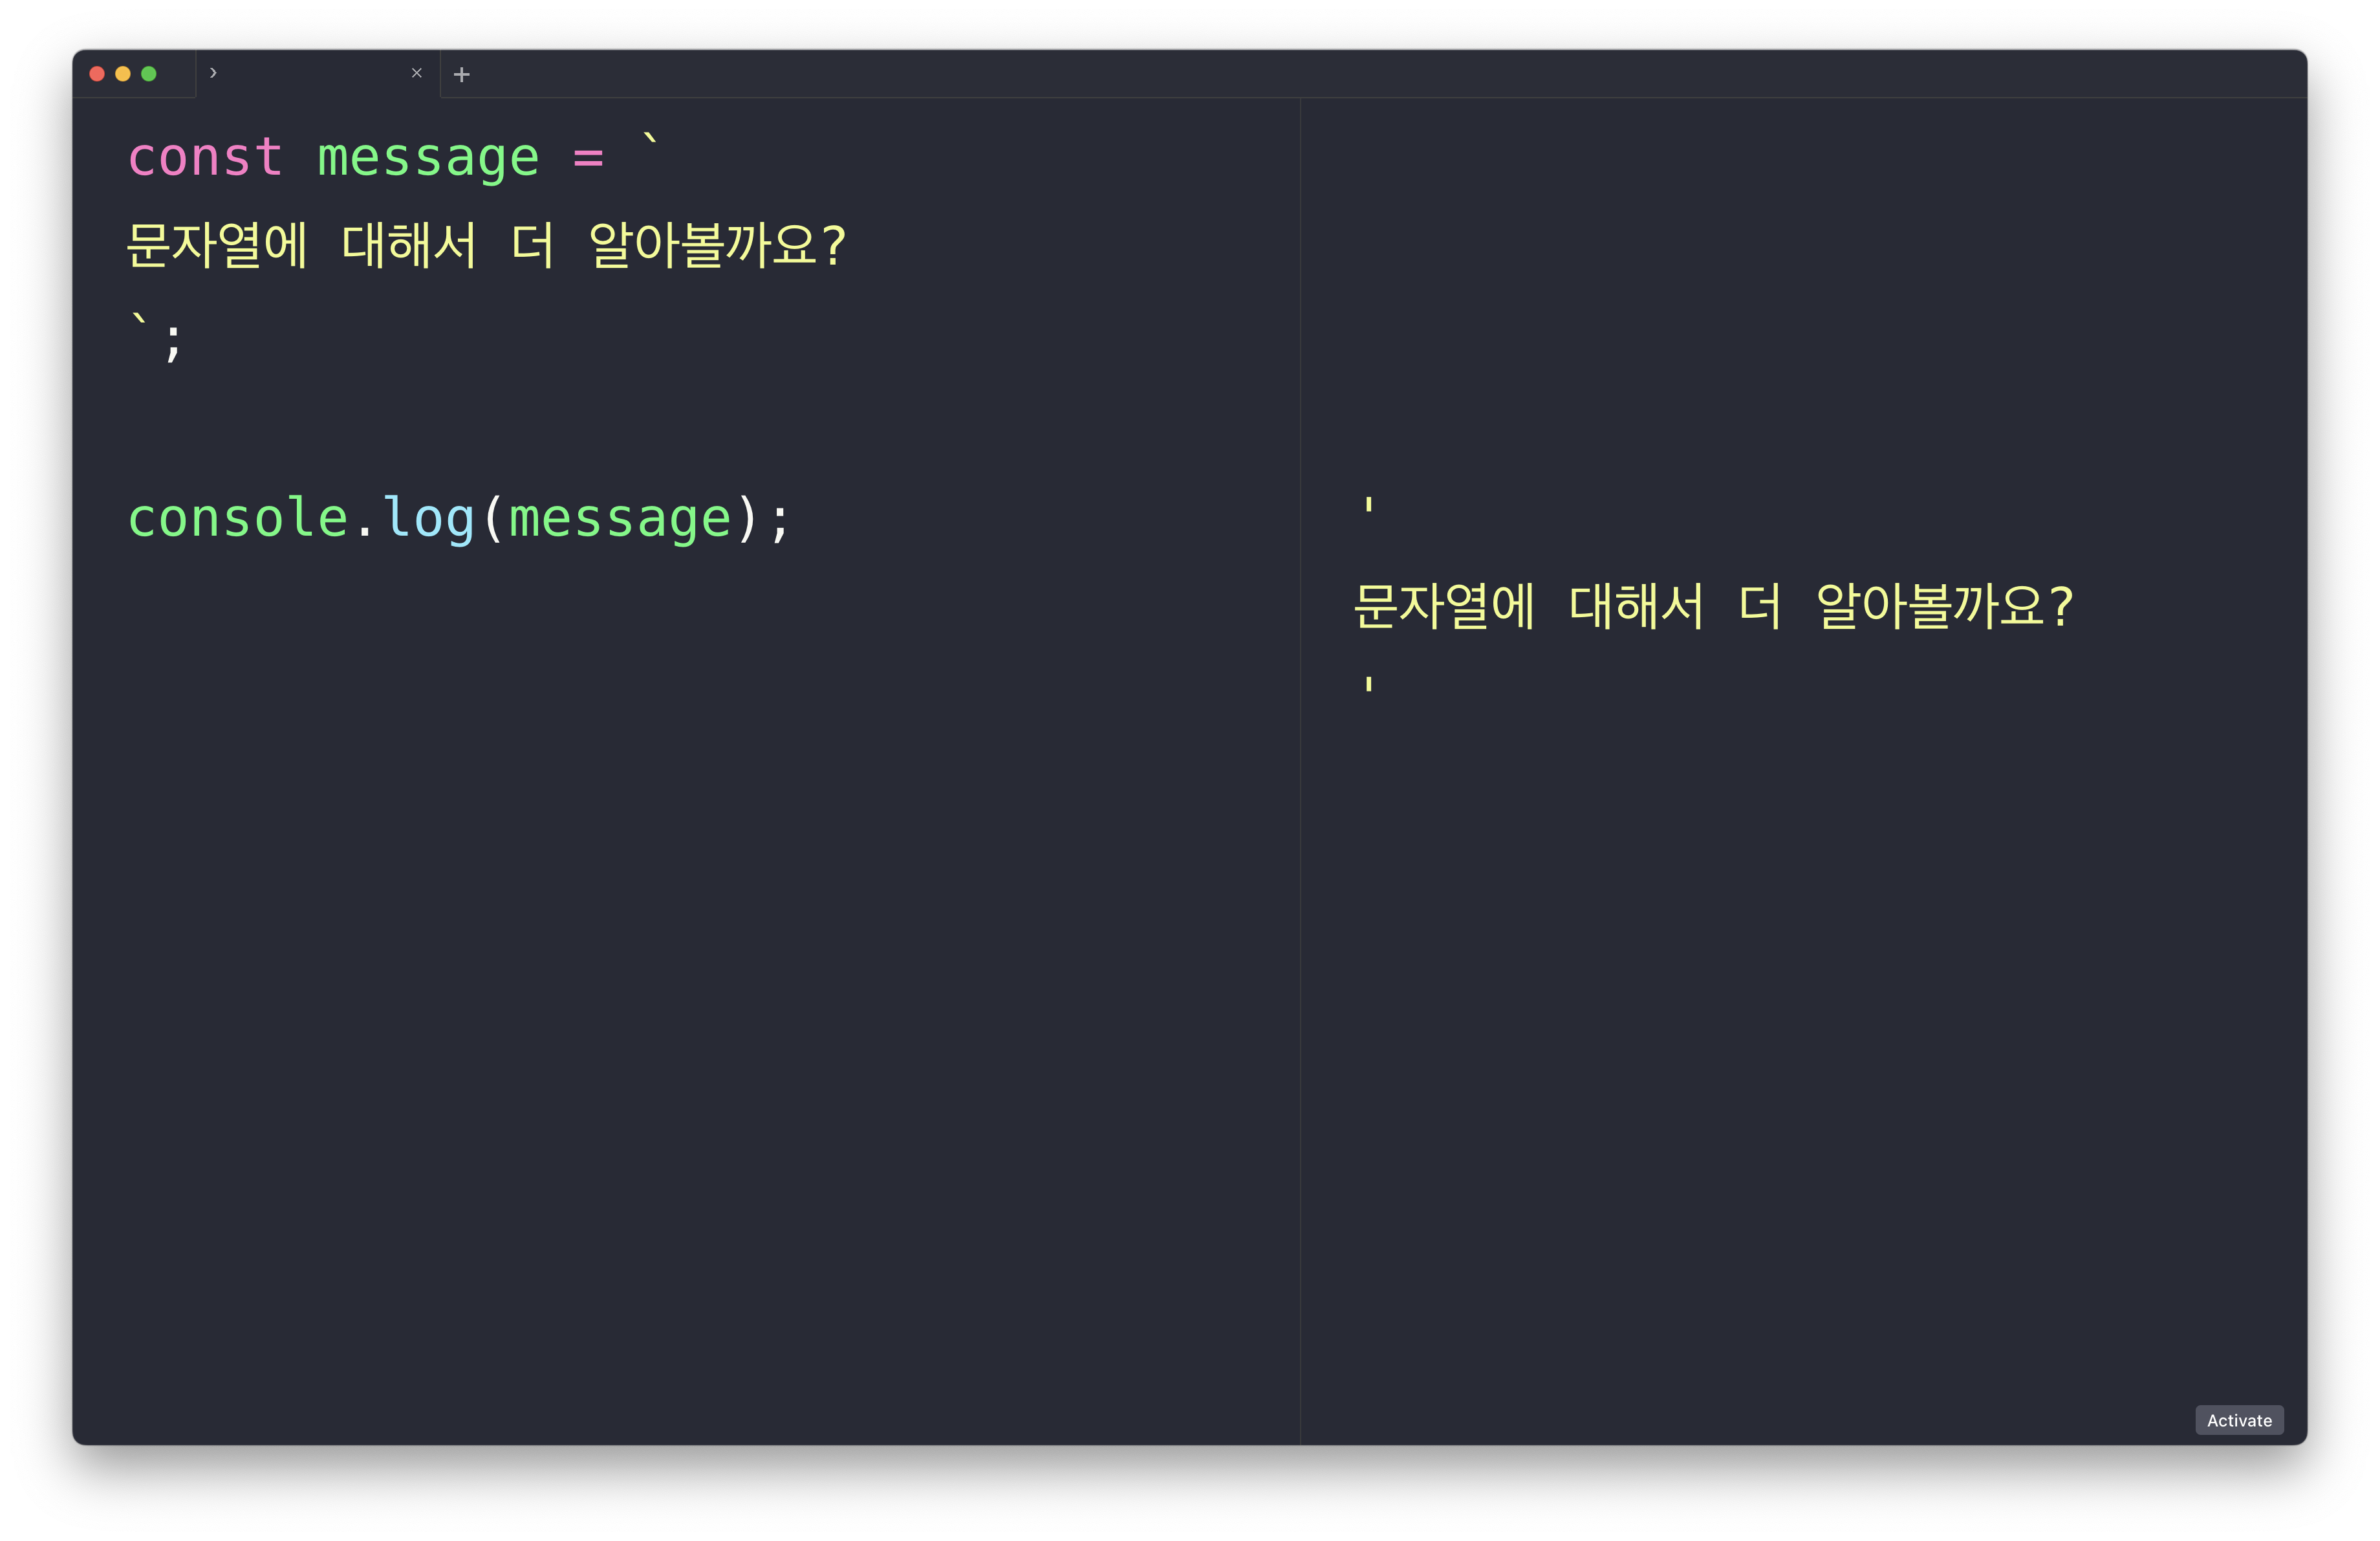 const message = `
문자열에 대해서 더 알아볼까요?
`;
console.log(message);
'
문자열에 대해서 더 알아볼까요?
'
Activate